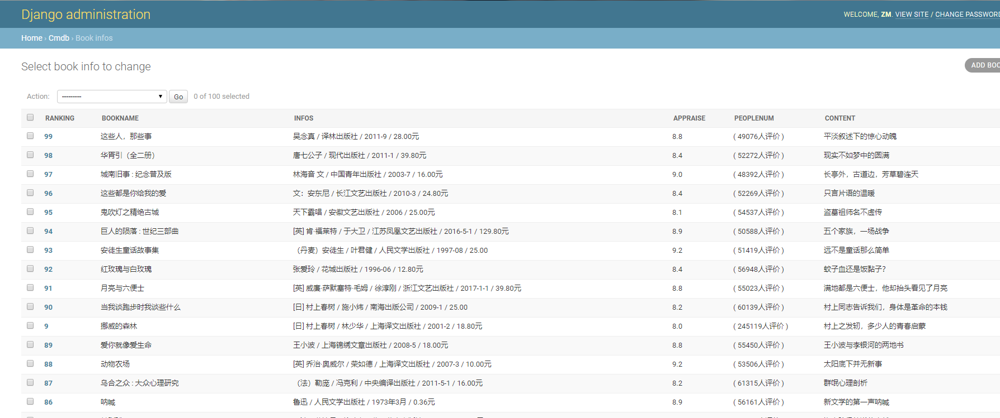 Django administration
WELCOME, ZM. VIEW SITE / CHANGE PASSWORD
Home › Cmdb › Book infos
Select book info to change
ADD BOO
Action: --------- Go 0 of 100 selected
RANKING BOOKNAME INFOS APPRAISE PEOPLENUM CONTENT
99 这些人，那些事 吴念真 / 译林出版社 / 2011-9 / 28.00元 8.8 ( 49076人评价 ) 平淡叙述下的惊心动魄
98 华胥引（全二册） 唐七公子 / 现代出版社 / 2011-1 / 39.80元 8.4 ( 52272人评价 ) 现实不如梦中的圆满
97 城南旧事 : 纪念普及版 林海音 文 / 中国青年出版社 / 2003-7 / 16.00元 9.0 ( 48392人评价 ) 长亭外，古道边，芳草碧连天
96 这些都是你给我的爱 文：安东尼 / 长江文艺出版社 / 2010-3 / 24.80元 8.4 ( 52269人评价 ) 只言片语的温暖
95 鬼吹灯之精绝古城 天下霸唱 / 安徽文艺出版社 / 2006 / 25.00元 8.1 ( 54537人评价 ) 盗墓祖师名不虚传
94 巨人的陨落 : 世纪三部曲 [英] 肯·福莱特 / 于大卫 / 江苏凤凰文艺出版社 / 2016-5-1 / 129.80元 8.9 ( 50588人评价 ) 五个家族，一场战争
93 安徒生童话故事集 （丹麦）安徒生 / 叶君健 / 人民文学出版社 / 1997-08 / 25.00 9.2 ( 51419人评价 ) 远不是童话那么简单
92 红玫瑰与白玫瑰 张爱玲 / 花城出版社 / 1996-06 / 12.80元 8.4 ( 56948人评价 ) 蚊子血还是饭黏子？
91 月亮与六便士 [英] 威廉·萨默塞特·毛姆 / 徐淳刚 / 浙江文艺出版社 / 2017-1-1 / 39.80元 8.8 ( 55023人评价 ) 满地都是六便士，他却抬头看见了月亮
90 当我谈跑步时我谈些什么 [日] 村上春树 / 施小炜 / 南海出版公司 / 2009-1 / 25.00 8.2 ( 60139人评价 ) 村上同志告诉我们，身体是革命的本钱
9 挪威的森林 [日] 村上春树 / 林少华 / 上海译文出版社 / 2001-2 / 18.80元 8.0 ( 245119人评价 ) 村上之发轫，多少人的青春启蒙
89 爱你就像爱生命 王小波 / 上海锦绣文章出版社 / 2008-5 / 18.00元 8.8 ( 55450人评价 ) 王小波与李银河的两地书
88 动物农场 [英] 乔治·奥威尔 / 荣如德 / 上海译文出版社 / 2007-3 / 10.00元 9.2 ( 53506人评价 ) 太阳底下并无新事
87 乌合之众 : 大众心理研究 （法）勒庞 / 冯克利 / 中央编译出版社 / 2011-5-1 / 16.00元 8.2 ( 61315人评价 ) 群氓心理剖析
86 呐喊 鲁迅 / 人民文学出版社 / 1973年3月 / 0.36元 8.9 ( 56161人评价 ) 新文学的第一声呐喊